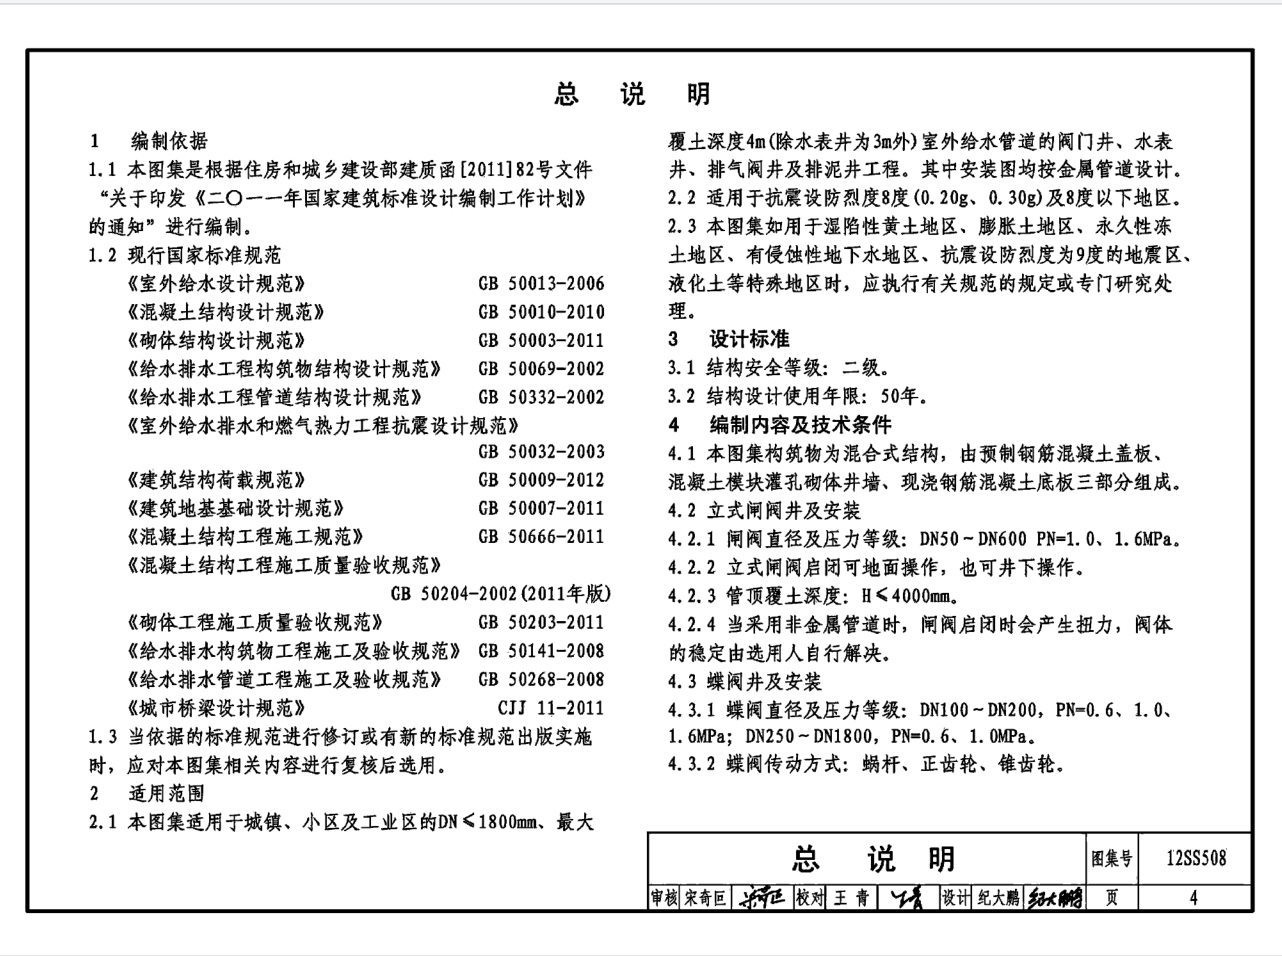 总 说 明
1 编制依据
1.1 本图集是根据住房和城乡建设部建质函[2011]82号文件
“关于印发《二〇一一年国家建筑标准设计编制工作计划》
的通知”进行编制。
1.2 现行国家标准规范
《室外给水设计规范》 GB 50013-2006
《混凝土结构设计规范》 GB 50010-2010
《砌体结构设计规范》 GB 50003-2011
《给水排水工程构筑物结构设计规范》 GB 50069-2002
《给水排水工程管道结构设计规范》 GB 50332-2002
《室外给水排水和燃气热力工程抗震设计规范》
GB 50032-2003
《建筑结构荷载规范》 GB 50009-2012
《建筑地基基础设计规范》 GB 50007-2011
《混凝土结构工程施工规范》 GB 50666-2011
《混凝土结构工程施工质量验收规范》
GB 50204-2002(2011年版)
《砌体工程施工质量验收规范》 GB 50203-2011
《给水排水构筑物工程施工及验收规范》 GB 50141-2008
《给水排水管道工程施工及验收规范》 GB 50268-2008
《城市桥梁设计规范》 CJJ 11-2011
1.3 当依据的标准规范进行修订或有新的标准规范出版实施
时，应对本图集相关内容进行复核后选用。
2 适用范围
2.1 本图集适用于城镇、小区及工业区的DN≤1800mm、最大
覆土深度4m(除水表井为3m外)室外给水管道的阀门井、水表
井、排气阀井及排泥井工程。其中安装图均按金属管道设计。
2.2 适用于抗震设防烈度8度(0.20g、0.30g)及8度以下地区。
2.3 本图集如用于湿陷性黄土地区、膨胀土地区、永久性冻
土地区、有侵蚀性地下水地区、抗震设防烈度为9度的地震区、
液化土等特殊地区时，应执行有关规范的规定或专门研究处
理。
3 设计标准
3.1 结构安全等级：二级。
3.2 结构设计使用年限：50年。
4 编制内容及技术条件
4.1 本图集构筑物为混合式结构，由预制钢筋混凝土盖板、
混凝土模块灌孔砌体井墙、现浇钢筋混凝土底板三部分组成。
4.2 立式闸阀井及安装
4.2.1 闸阀直径及压力等级：DN50～DN600 PN=1.0、1.6MPa。
4.2.2 立式闸阀启闭可地面操作，也可井下操作。
4.2.3 管顶覆土深度：H≤4000mm。
4.2.4 当采用非金属管道时，闸阀启闭时会产生扭力，阀体
的稳定由选用人自行解决。
4.3 蝶阀井及安装
4.3.1 蝶阀直径及压力等级：DN100～DN200，PN=0.6、1.0、
1.6MPa；DN250～DN1800，PN=0.6、1.0MPa。
4.3.2 蝶阀传动方式：蜗杆、正齿轮、锥齿轮。
总 说 明 图集号 12SS508
审核 宋奇叵 宋奇叵 校对 王 青 王青 设计 纪大鹏 纪大鹏 页 4